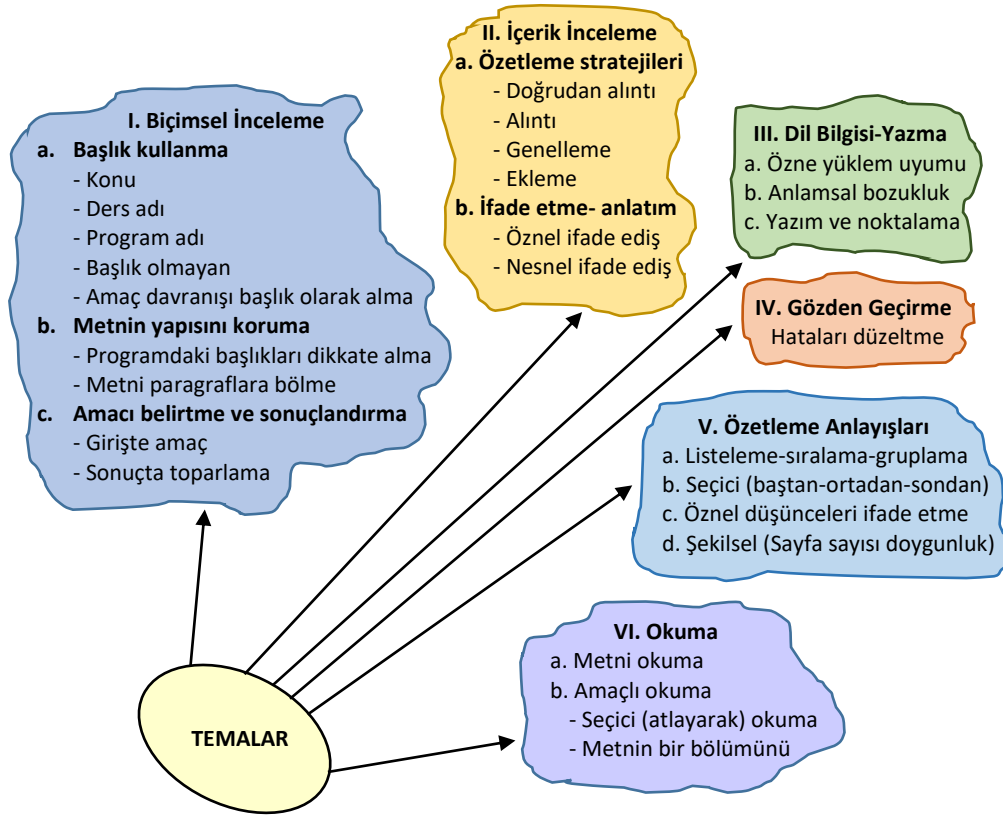 I. Biçimsel İnceleme
a. Başlık kullanma
- Konu
- Ders adı
- Program adı
- Başlık olmayan
- Amaç davranışı başlık olarak alma
b. Metnin yapısını koruma
- Programdaki başlıkları dikkate alma
- Metni paragraflara bölme
c. Amacı belirtme ve sonuçlandırma
- Girişte amaç
- Sonuçta toparlama
II. İçerik İnceleme
a. Özetleme stratejileri
- Doğrudan alıntı
- Alıntı
- Genelleme
- Ekleme
b. İfade etme- anlatım
- Öznel ifade ediş
- Nesnel ifade ediş
III. Dil Bilgisi-Yazma
a. Özne yüklem uyumu
b. Anlamsal bozukluk
c. Yazım ve noktalama
IV. Gözden Geçirme
Hataları düzeltme
V. Özetleme Anlayışları
a. Listeleme-sıralama-gruplama
b. Seçici (baştan-ortadan-sondan)
c. Öznel düşünceleri ifade etme
d. Şekilsel (Sayfa sayısı doygunluk)
VI. Okuma
a. Metni okuma
b. Amaçlı okuma
- Seçici (atlayarak) okuma
- Metnin bir bölümünü
TEMALAR